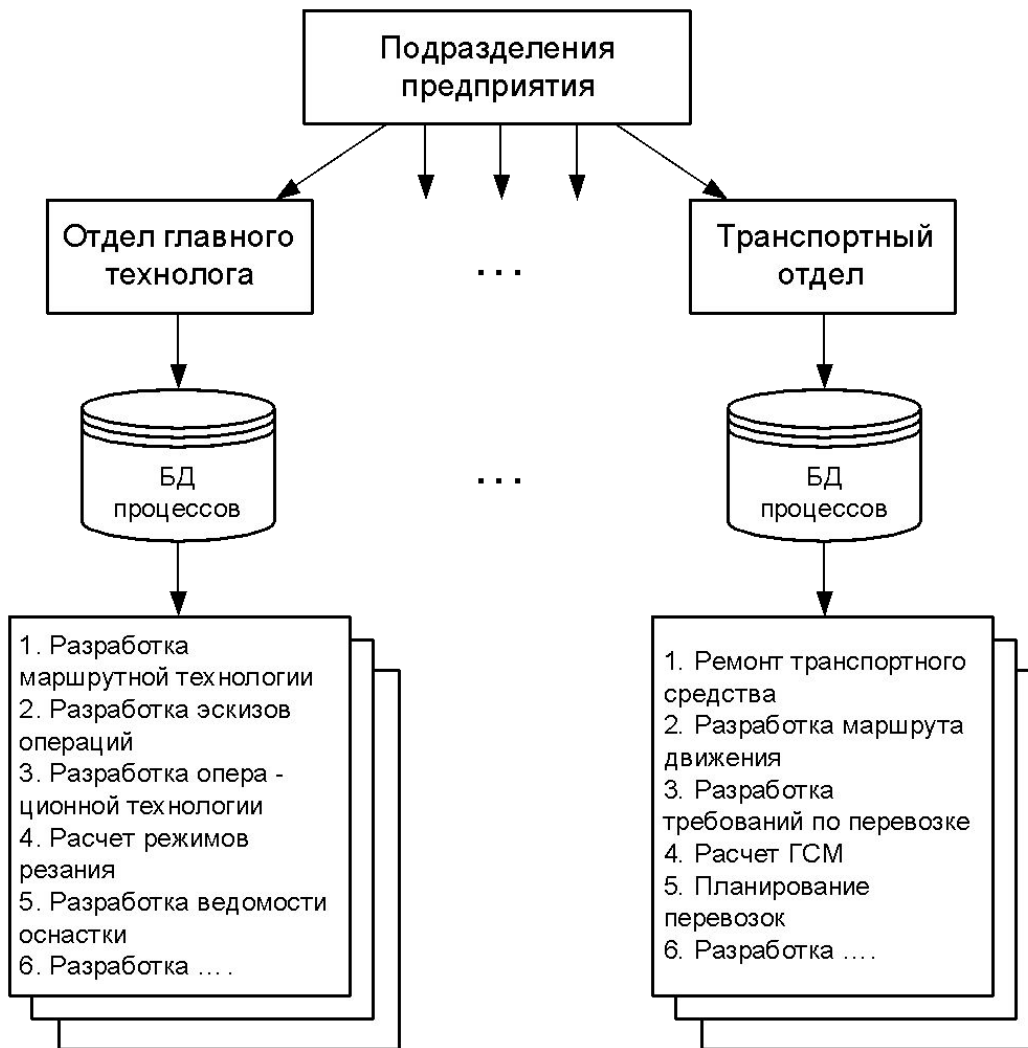 Подразделения
предприятия
Отдел главного
технолога
...
Транспортный
отдел
БД
процессов
...
БД
процессов
1. Разработка
маршрутной технологии
2. Разработка эскизов
операций
3. Разработка опера -
ционной технологии
4. Расчет режимов
резания
5. Разработка ведомости
оснастки
6. Разработка ... .
1. Ремонт транспортного
средства
2. Разработка маршрута
движения
3. Разработка
требований по перевозке
4. Расчет ГСМ
5. Планирование
перевозок
6. Разработка ... .